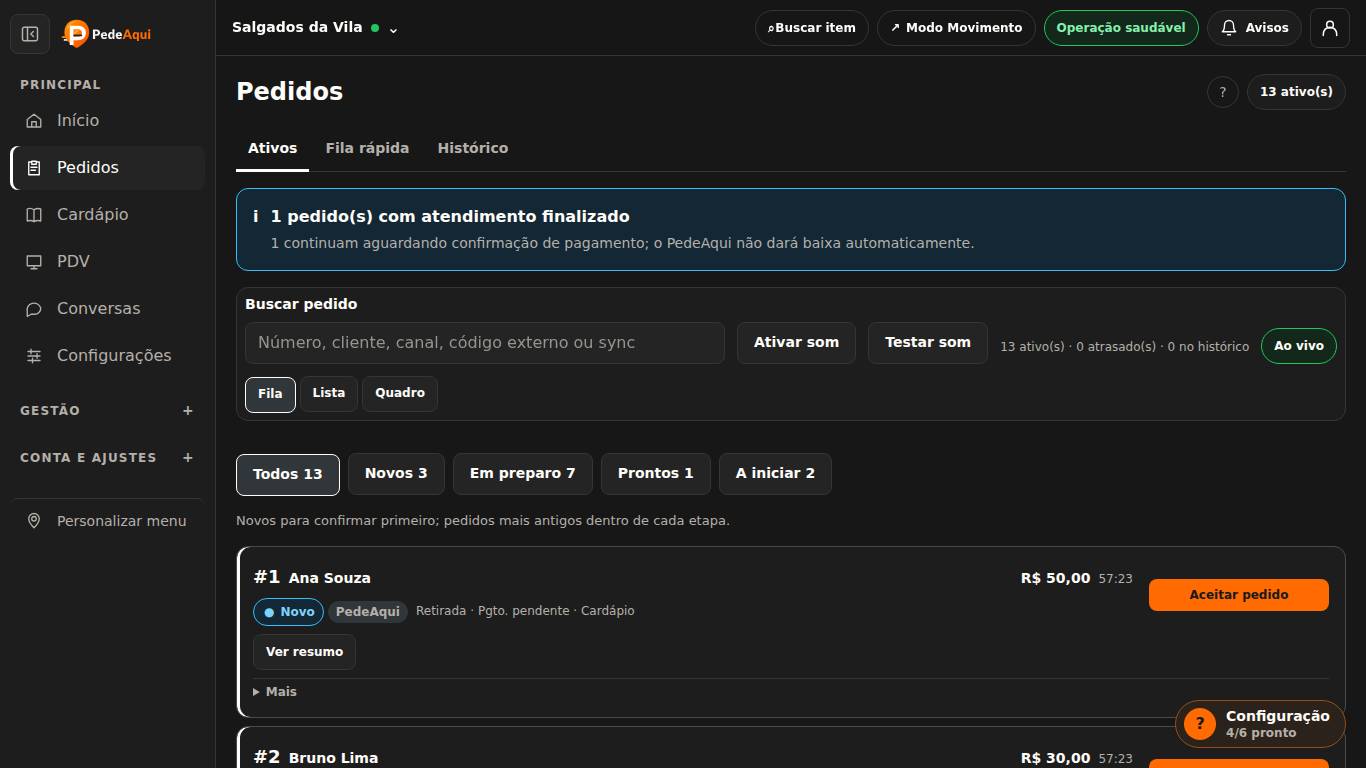 PedeAqui
Salgados da Vila
Buscar item
Modo Movimento
Operação saudável
Avisos
PRINCIPAL
Início
Pedidos
Cardápio
PDV
Conversas
Configurações
GESTÃO +
CONTA E AJUSTES +
Personalizar menu
Pedidos
?
13 ativo(s)
Ativos
Fila rápida
Histórico
i 1 pedido(s) com atendimento finalizado
1 continuam aguardando confirmação de pagamento; o PedeAqui não dará baixa automaticamente.
Buscar pedido
Número, cliente, canal, código externo ou sync
Ativar som
Testar som
13 ativo(s) · 0 atrasado(s) · 0 no histórico
Ao vivo
Fila
Lista
Quadro
Todos 13
Novos 3
Em preparo 7
Prontos 1
A iniciar 2
Novos para confirmar primeiro; pedidos mais antigos dentro de cada etapa.
#1 Ana Souza
R$ 50,00 57:23
Aceitar pedido
Novo
PedeAqui
Retirada · Pgto. pendente · Cardápio
Ver resumo
Mais
#2 Bruno Lima
R$ 30,00 57:23
?
Configuração
4/6 pronto